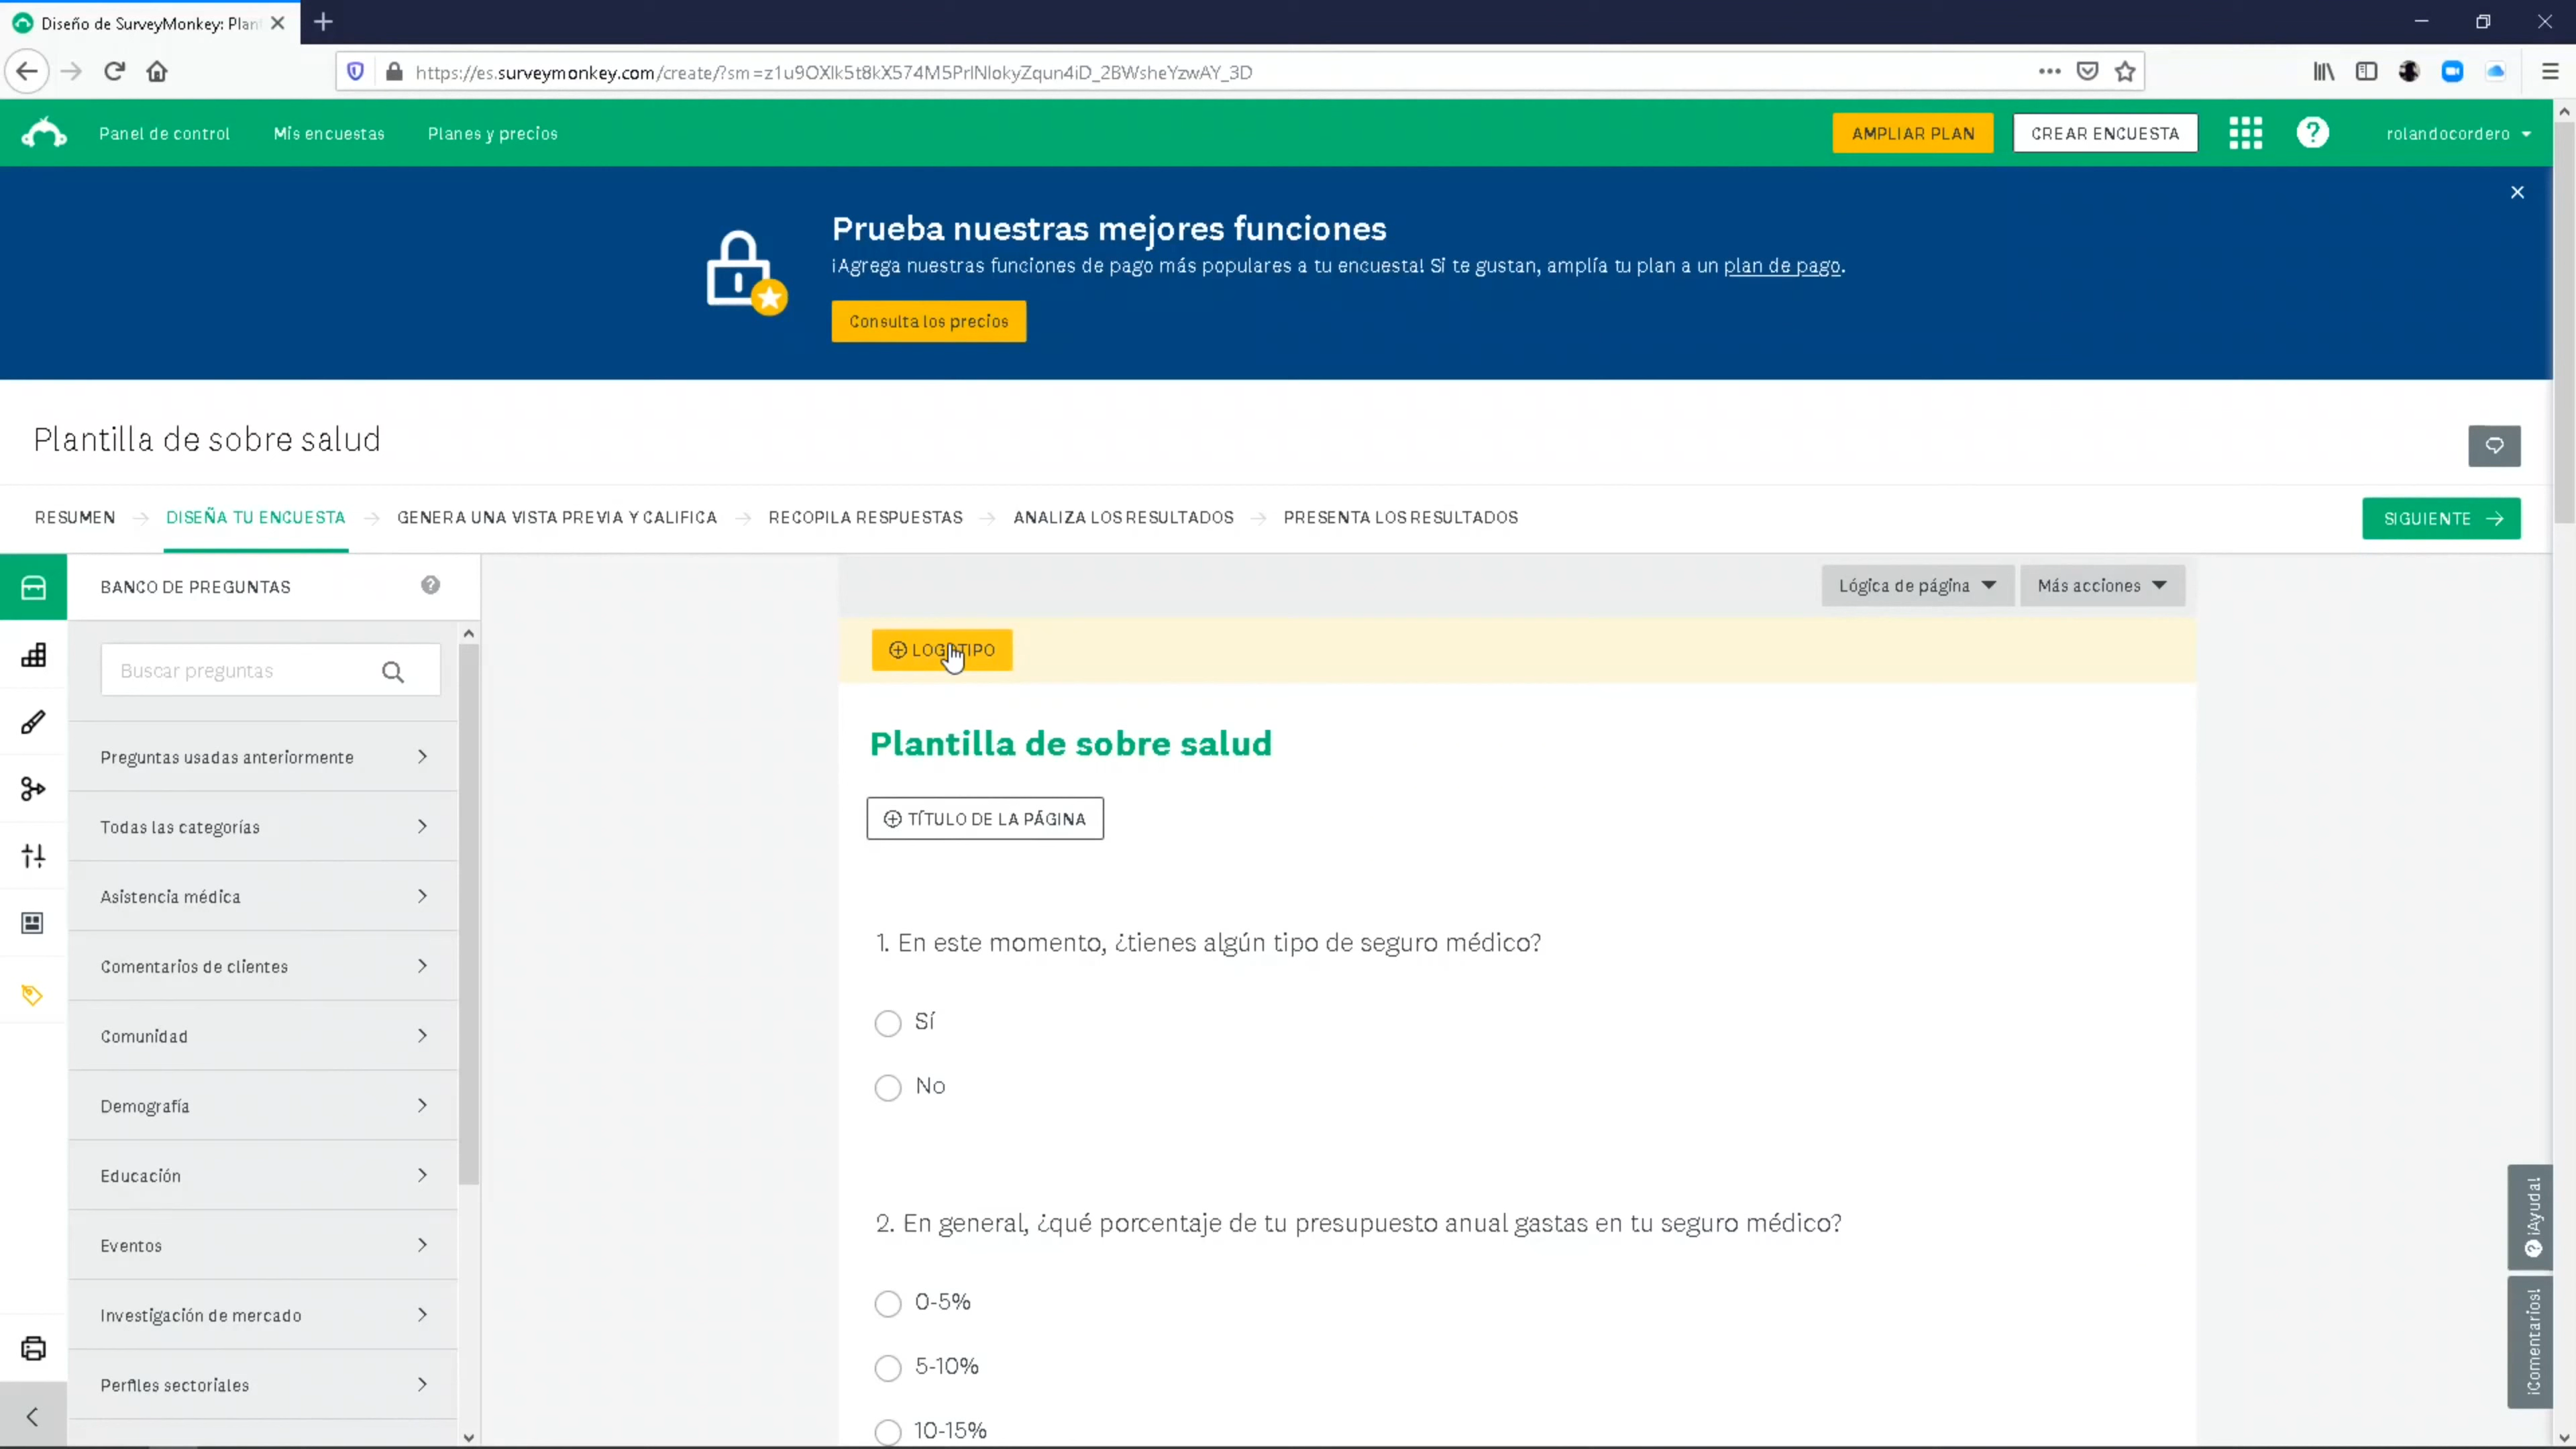 Diseño de SurveyMonkey: Plan
https://es.surveymonkey.com/create/?sm=z1u9OXlk5t8kX574M5PrINIokyZqun4iD_2BWsheYzwAY_3D
Panel de control
Mis encuestas
Planes y precios
AMPLIAR PLAN
CREAR ENCUESTA
rolandocordero
Prueba nuestras mejores funciones
¡Agrega nuestras funciones de pago más populares a tu encuesta! Si te gustan, amplía tu plan a un plan de pago.
Consulta los precios
Plantilla de sobre salud
RESUMEN
DISEÑA TU ENCUESTA
GENERA UNA VISTA PREVIA Y CALIFICA
RECOPILA RESPUESTAS
ANALIZA LOS RESULTADOS
PRESENTA LOS RESULTADOS
SIGUIENTE
BANCO DE PREGUNTAS
Buscar preguntas
Preguntas usadas anteriormente
Todas las categorías
Asistencia médica
Comentarios de clientes
Comunidad
Demografía
Educación
Eventos
Investigación de mercado
Perfiles sectoriales
Lógica de página
Más acciones
LOGOTIPO
Plantilla de sobre salud
TÍTULO DE LA PÁGINA
1. En este momento, ¿tienes algún tipo de seguro médico?
Sí
No
2. En general, ¿qué porcentaje de tu presupuesto anual gastas en tu seguro médico?
0-5%
5-10%
10-15%
¡Ayuda!
¡Comentarios!